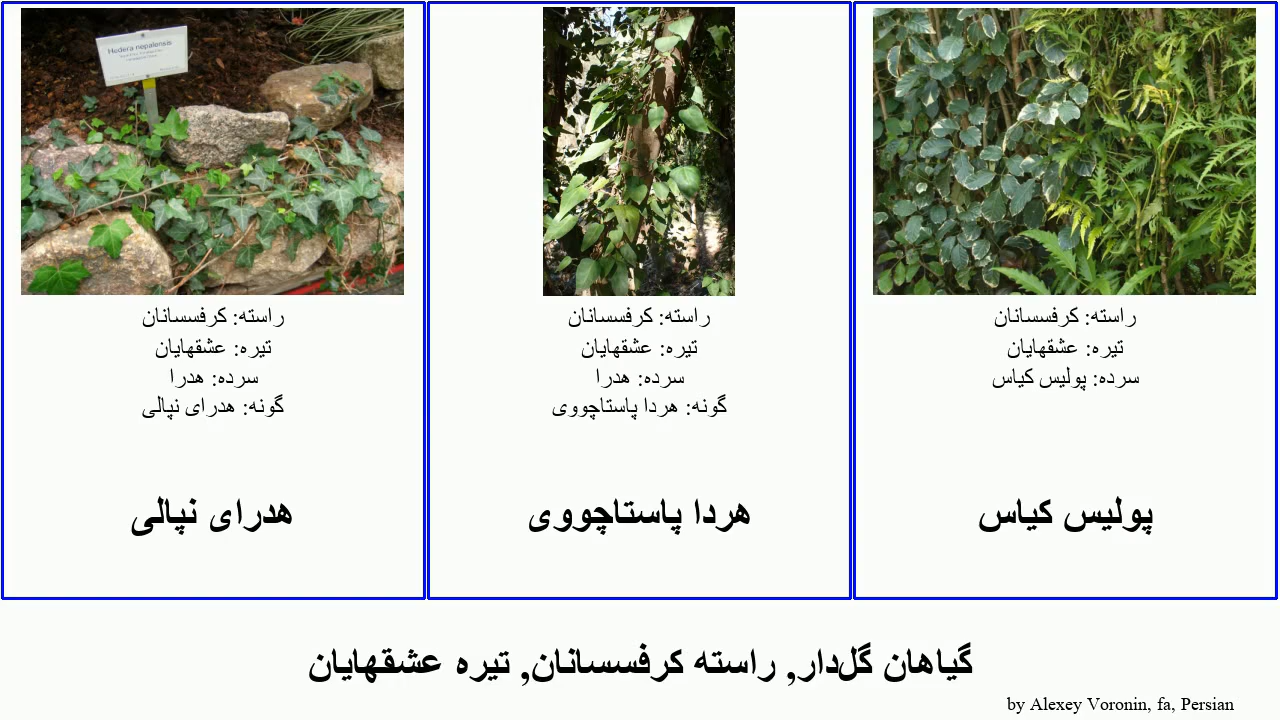 Hedera nepalensis
راسته: کرفسسانان
تیره: عشقهایان
سرده: هدرا
گونه: هدرای نپالی
هدرای نپالی
راسته: کرفسسانان
تیره: عشقهایان
سرده: هدرا
گونه: هردا پاستاچووی
هردا پاستاچووی
راسته: کرفسسانان
تیره: عشقهایان
سرده: پولیس کیاس
پولیس کیاس
گیاهان گل‌دار, راسته کرفسسانان, تیره عشقهایان
by Alexey Voronin, fa, Persian